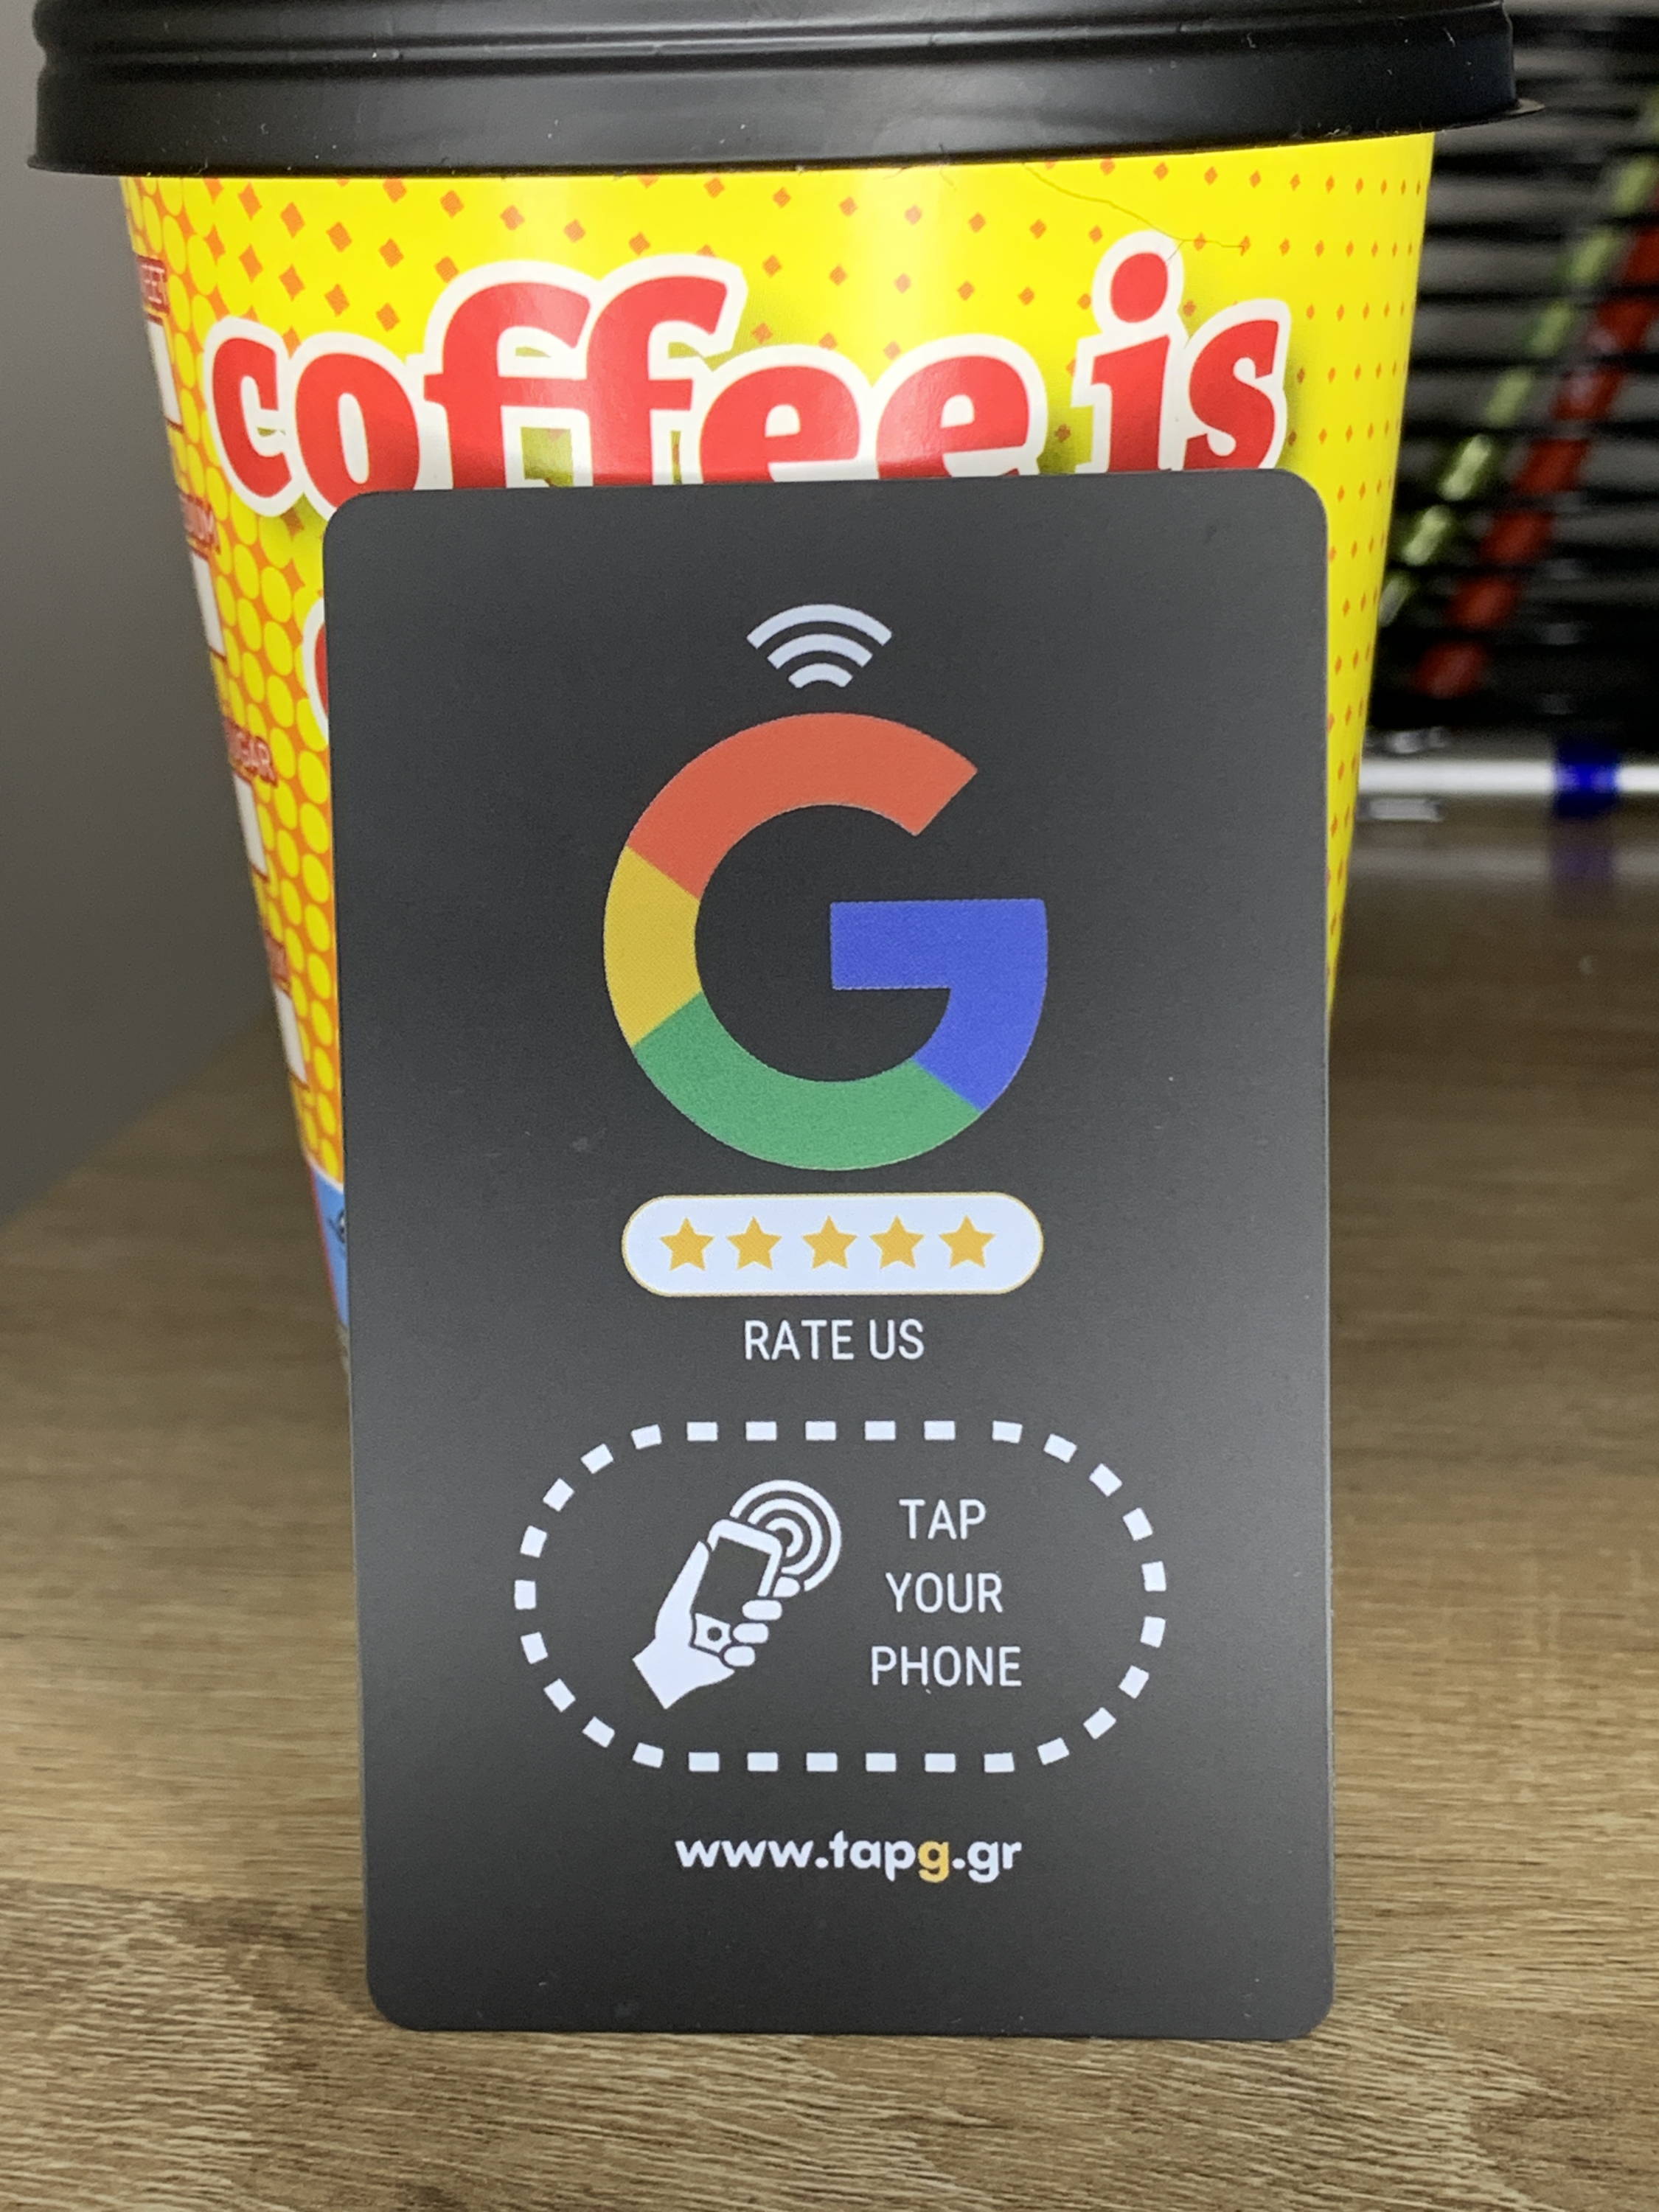 coffee is
G
RATE US
TAP
YOUR
PHONE
www.tapg.gr